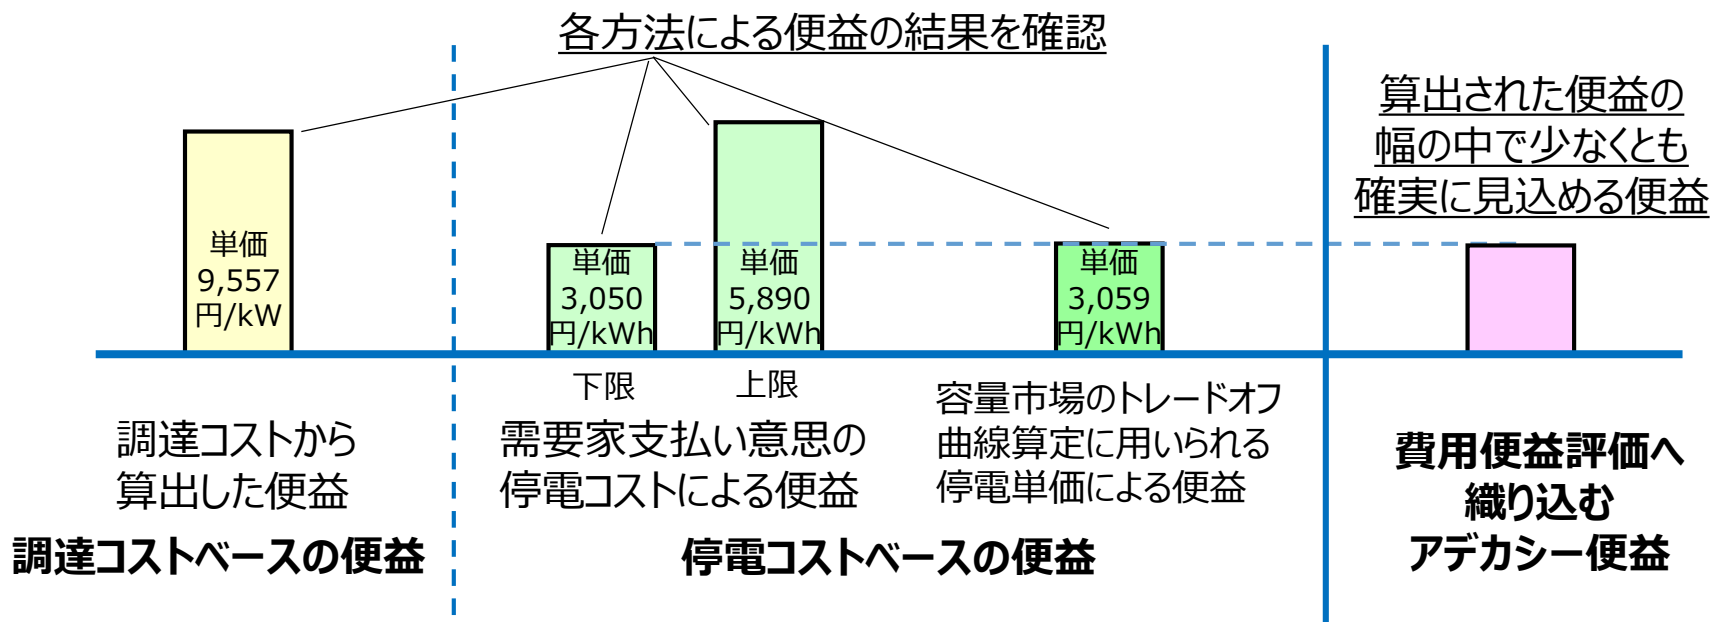 各方法による便益の結果を確認
算出された便益の
幅の中で少なくとも
確実に見込める便益
単価
9,557
円/kW
単価
3,050
円/kWh
単価
5,890
円/kWh
単価
3,059
円/kWh
下限
上限
調達コストから
算出した便益
需要家支払い意思の
停電コストによる便益
容量市場のトレードオフ
曲線算定に用いられる
停電単価による便益
費用便益評価へ
織り込む
アデカシー便益
調達コストベースの便益
停電コストベースの便益